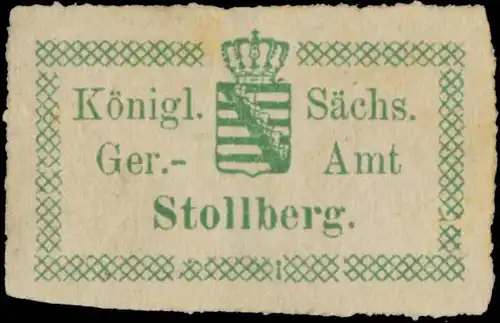 Königl. Sächs.
Ger.- Amt
Stollberg.